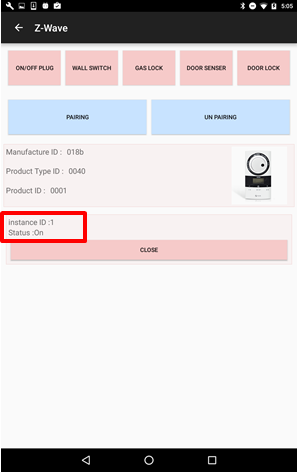 5:05
Z-Wave
ON/OFF PLUG WALL SWITCH GAS LOCK DOOR SENSER DOOR LOCK
PAIRING UN PAIRING
Manufacture ID : 018b
Product Type ID : 0040
Product ID : 0001
instance ID :1
Status :On
CLOSE